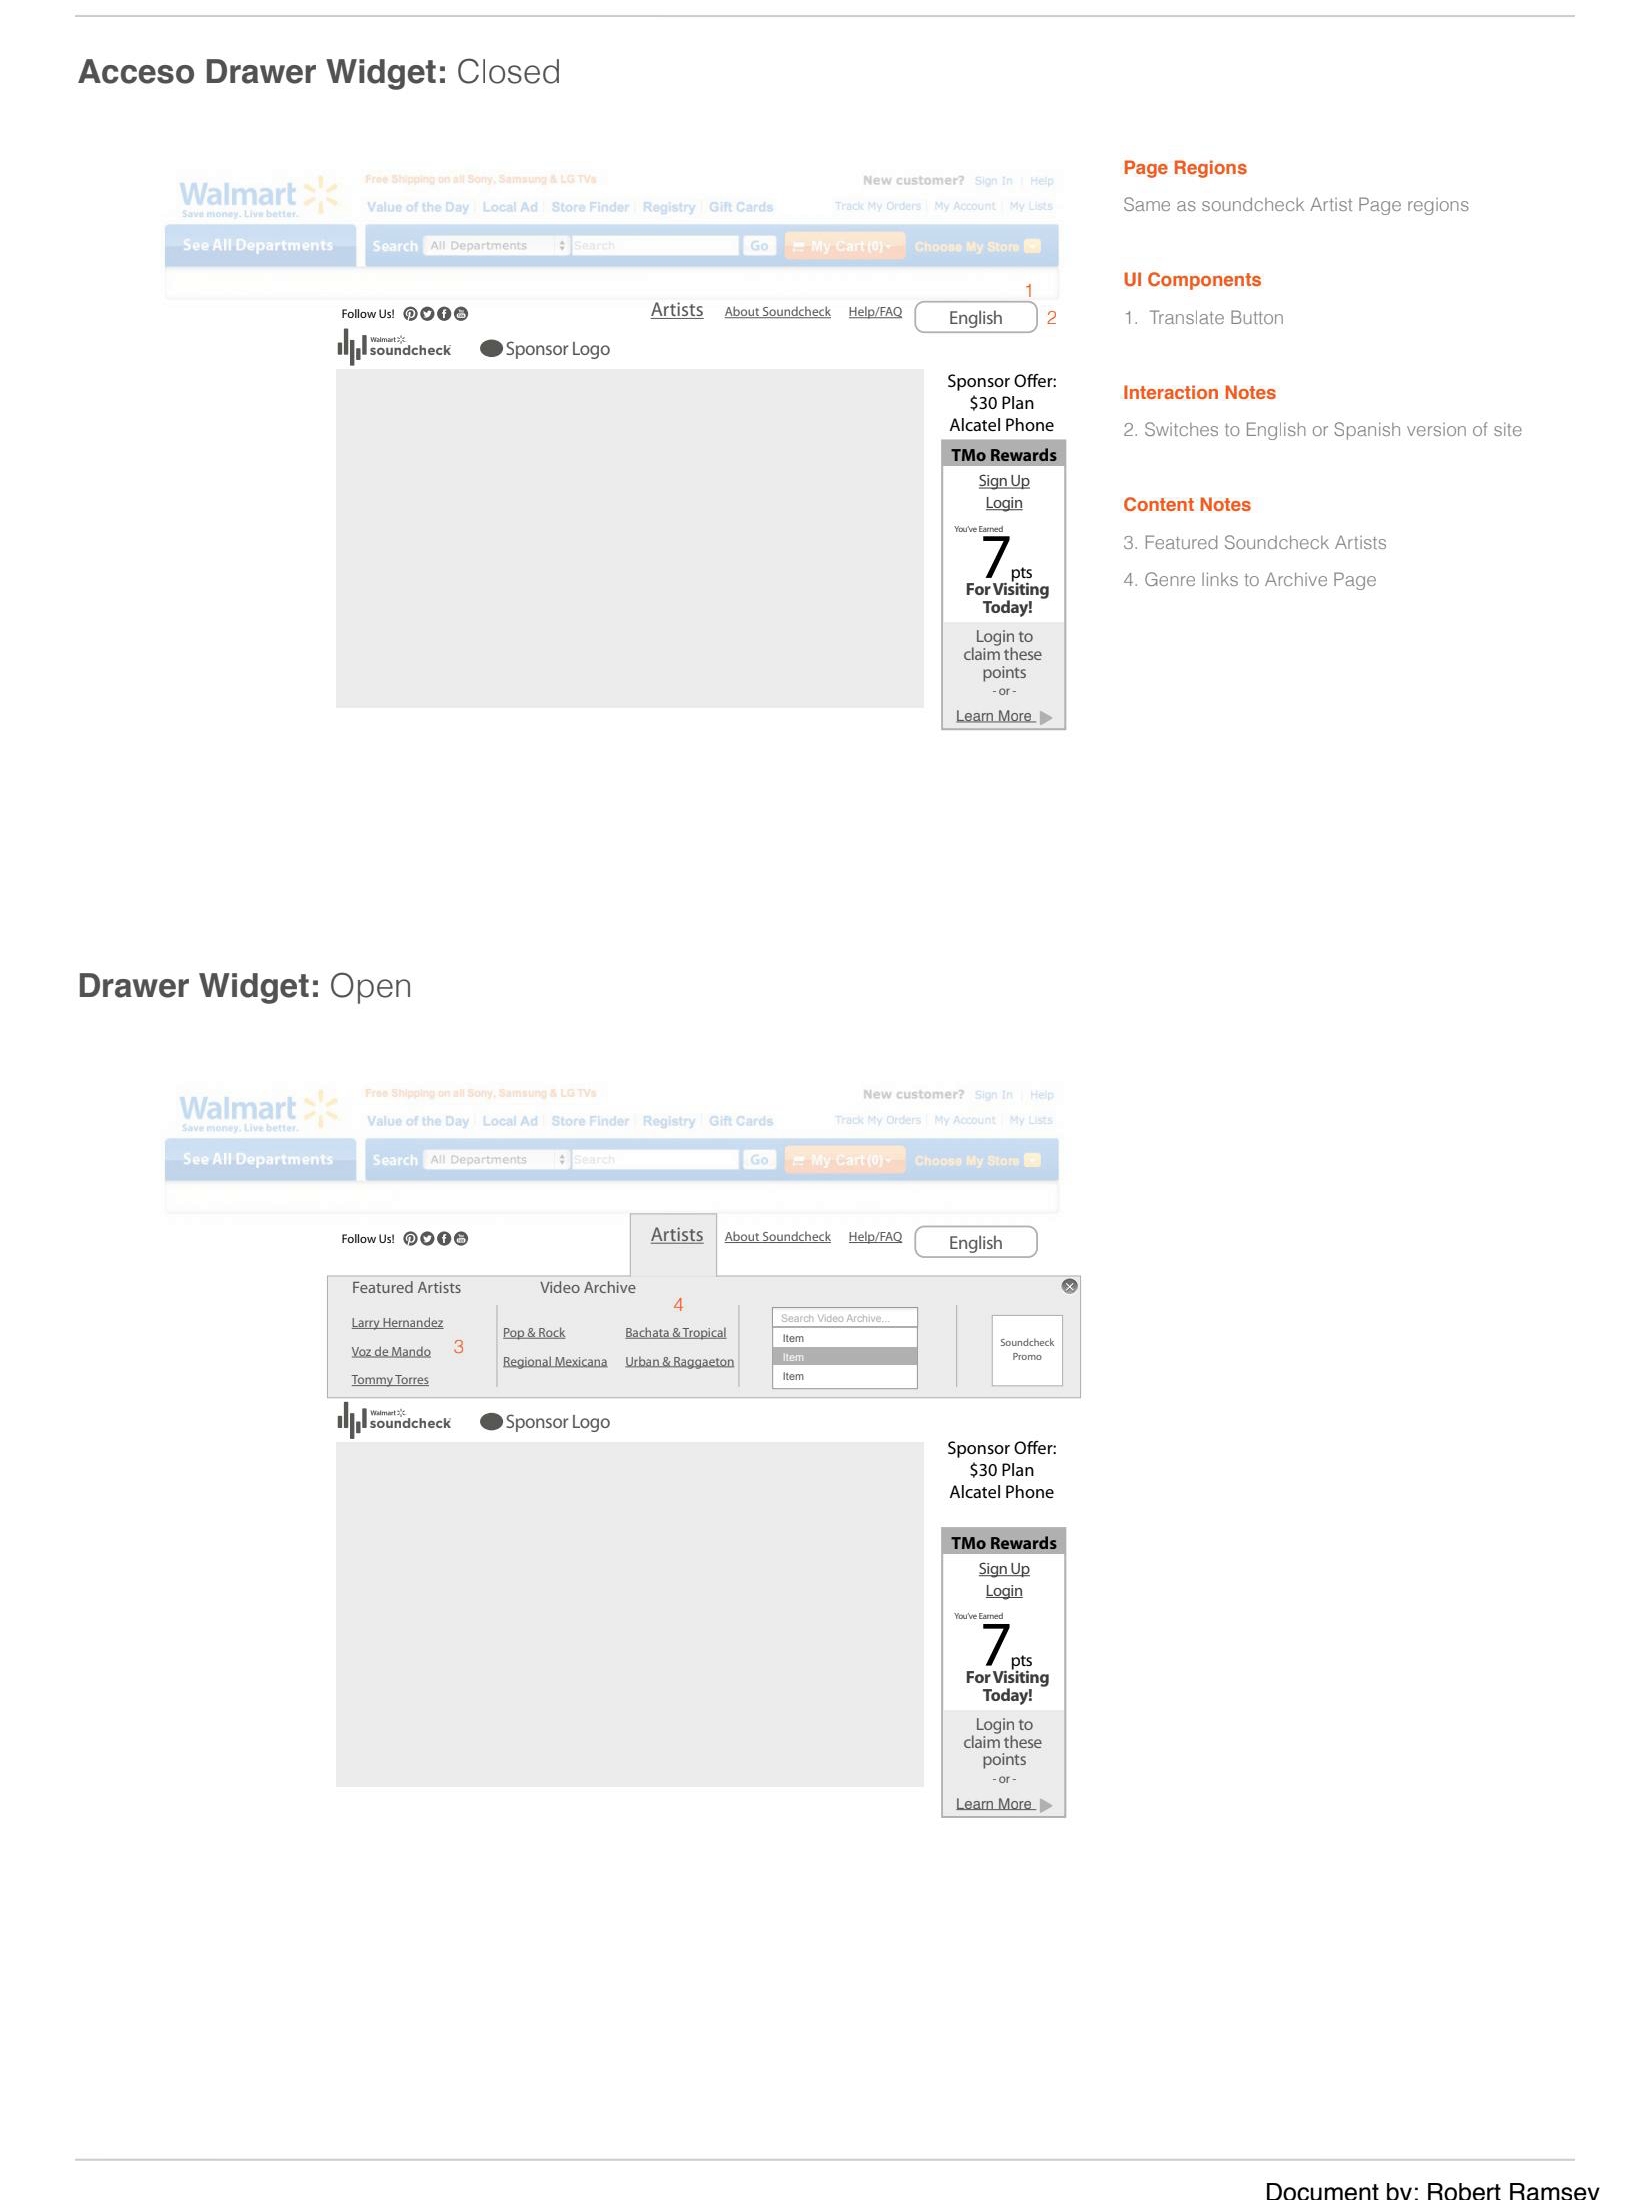 Acceso Drawer Widget: Closed
Walmart
Save money. Live better.
Free Shipping on all Sony, Samsung & LG TVs
New customer? Sign In | Help
Value of the Day | Local Ad | Store Finder | Registry | Gift Cards
Track My Orders | My Account | My Lists
See All Departments
Search All Departments Search Go My Cart (0) Choose My Store
1
Follow Us!
Artists About Soundcheck Help/FAQ English 2
Walmart
soundcheck
Sponsor Logo
Sponsor Offer:
$30 Plan
Alcatel Phone
TMo Rewards
Sign Up
Login
You've Earned
7 pts
For Visiting
Today!
Login to
claim these
points
- or -
Learn More
Page Regions
Same as soundcheck Artist Page regions
UI Components
1. Translate Button
Interaction Notes
2. Switches to English or Spanish version of site
Content Notes
3. Featured Soundcheck Artists
4. Genre links to Archive Page
Drawer Widget: Open
Walmart
Save money. Live better.
Free Shipping on all Sony, Samsung & LG TVs
New customer? Sign In | Help
Value of the Day | Local Ad | Store Finder | Registry | Gift Cards
Track My Orders | My Account | My Lists
See All Departments
Search All Departments Search Go My Cart (0) Choose My Store
Follow Us!
Artists About Soundcheck Help/FAQ English
Featured Artists
Larry Hernandez
Voz de Mando
3
Tommy Torres
Video Archive
4
Pop & Rock Bachata & Tropical
Regional Mexicana Urban & Raggaeton
Search Video Archive...
Item
Item
Item
Soundcheck
Promo
Walmart
soundcheck
Sponsor Logo
Sponsor Offer:
$30 Plan
Alcatel Phone
TMo Rewards
Sign Up
Login
You've Earned
7 pts
For Visiting
Today!
Login to
claim these
points
- or -
Learn More
Document by: Robert Ramsey